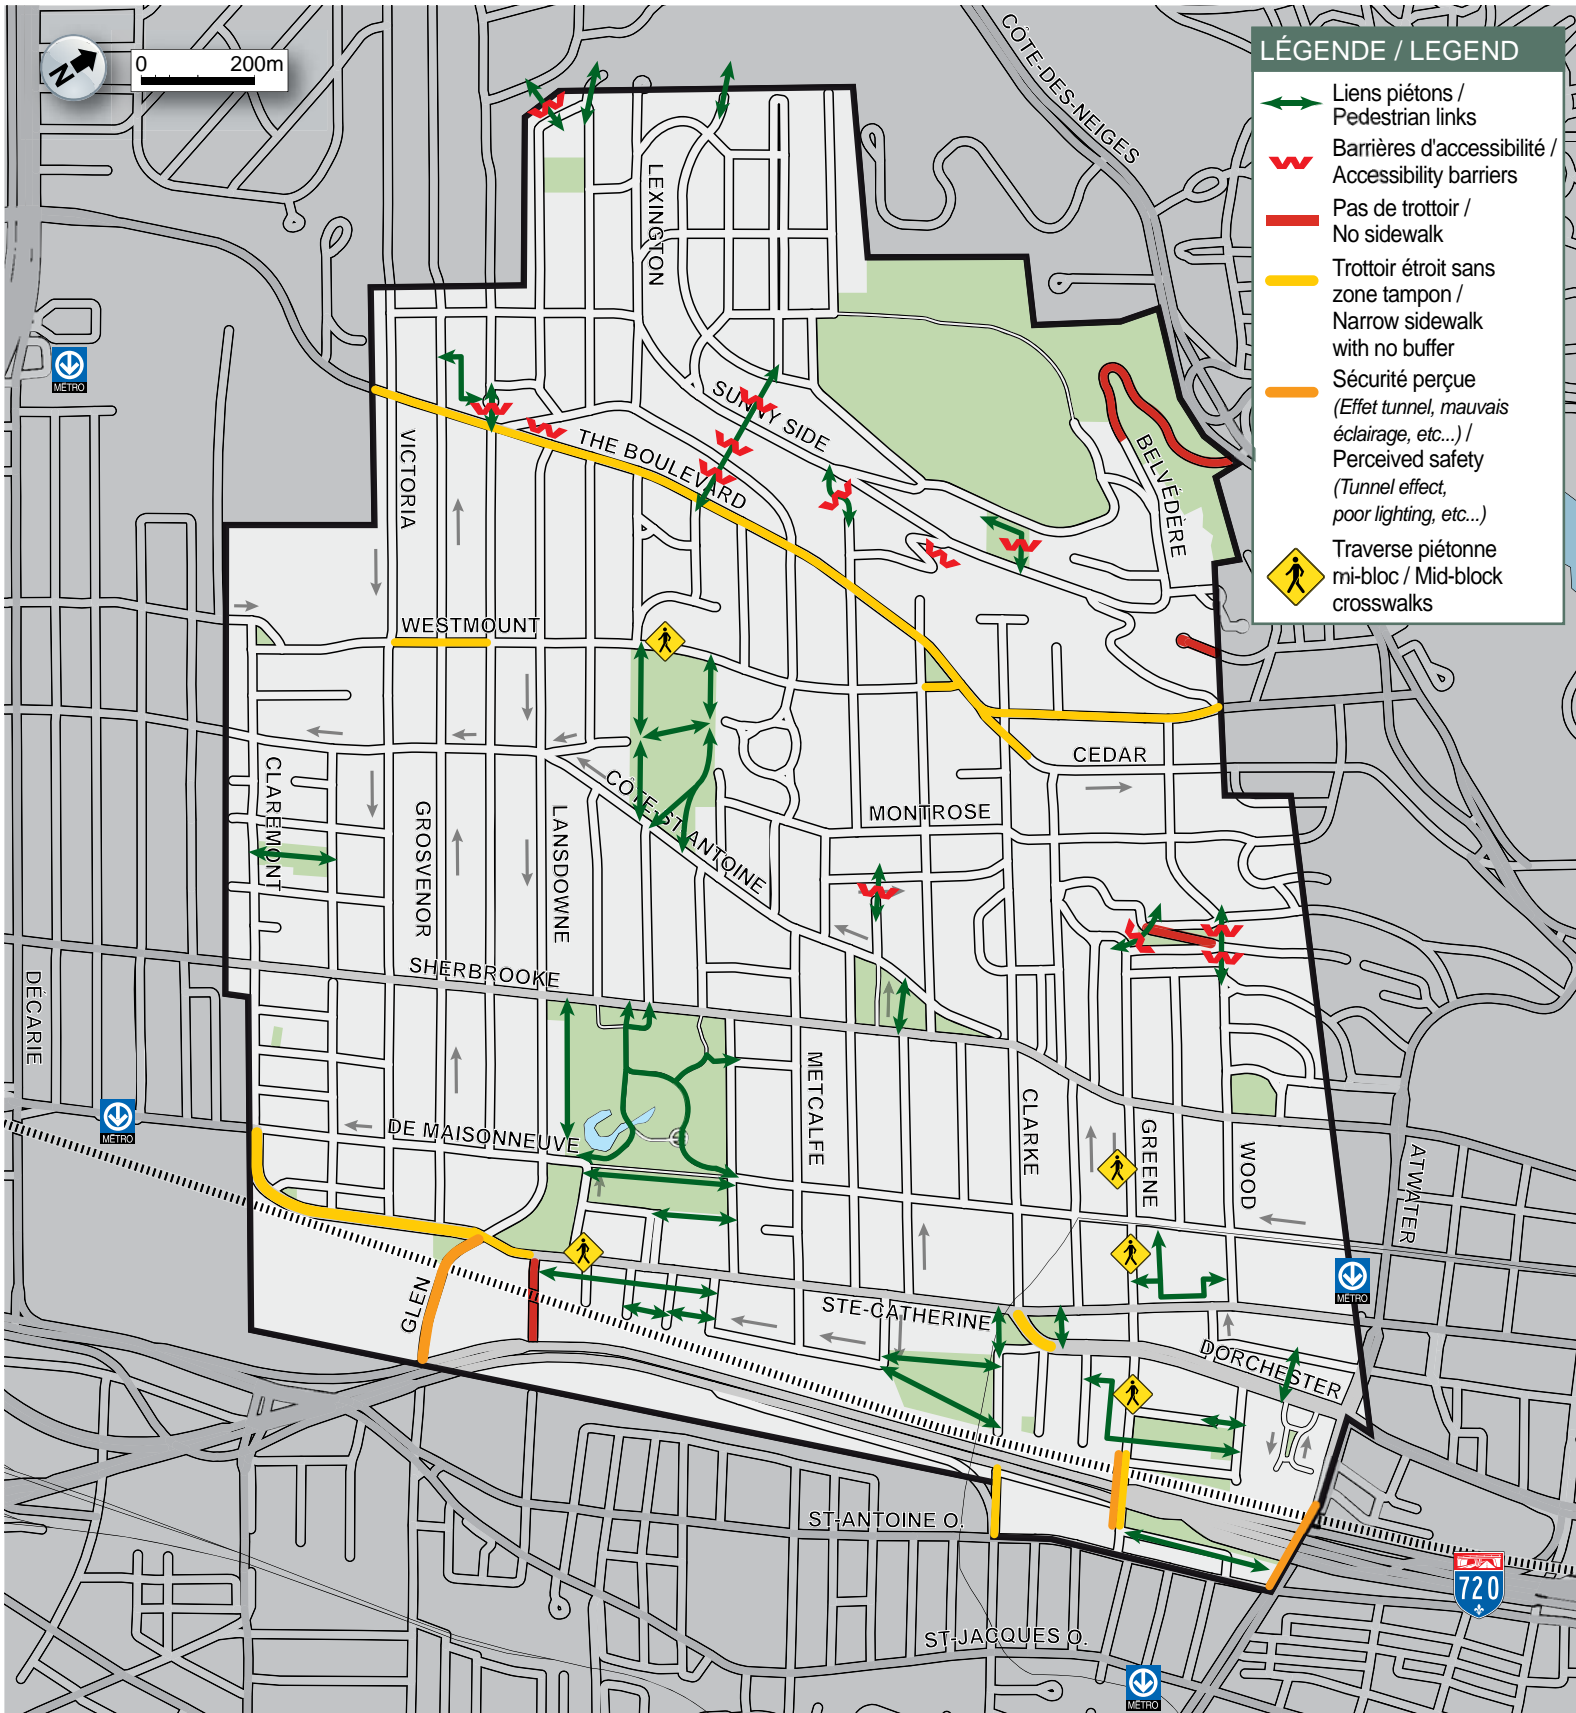 N
0 200m
LÉGENDE / LEGEND
Liens piétons /
Pedestrian links
Barrières d'accessibilité /
Accessibility barriers
Pas de trottoir /
No sidewalk
Trottoir étroit sans
zone tampon /
Narrow sidewalk
with no buffer
Sécurité perçue
(Effet tunnel, mauvais
éclairage, etc...) /
Perceived safety
(Tunnel effect,
poor lighting, etc...)
Traverse piétonne
mi-bloc / Mid-block
crosswalks
CÔTE-DES-NEIGES
LEXINGTON
MÉTRO
SUNNY SIDE
THE BOULEVARD
VICTORIA
BELVÉDÈRE
WESTMOUNT
CEDAR
CLAREMONT
GROSVENOR
LANSDOWNE
CÔTE-ST-ANTOINE
MONTROSE
SHERBROOKE
DÉCARIE
METCALFE
CLARKE
GREENE
WOOD
ATWATER
MÉTRO
DE MAISONNEUVE
GLEN
STE-CATHERINE
MÉTRO
DORCHESTER
ST-ANTOINE O.
720
ST-JACQUES O.
MÉTRO